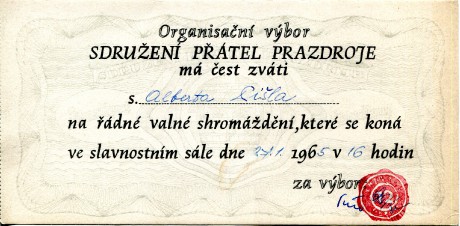 Organisační výbor
SDRUŽENÍ PŘÁTEL PRAZDROJE
má čest zváti
s. Alberta Lišla
na řádné valné shromáždění,které se koná
ve slavnostním sále dne 27.1. 1965 v 16 hodin
za výbor